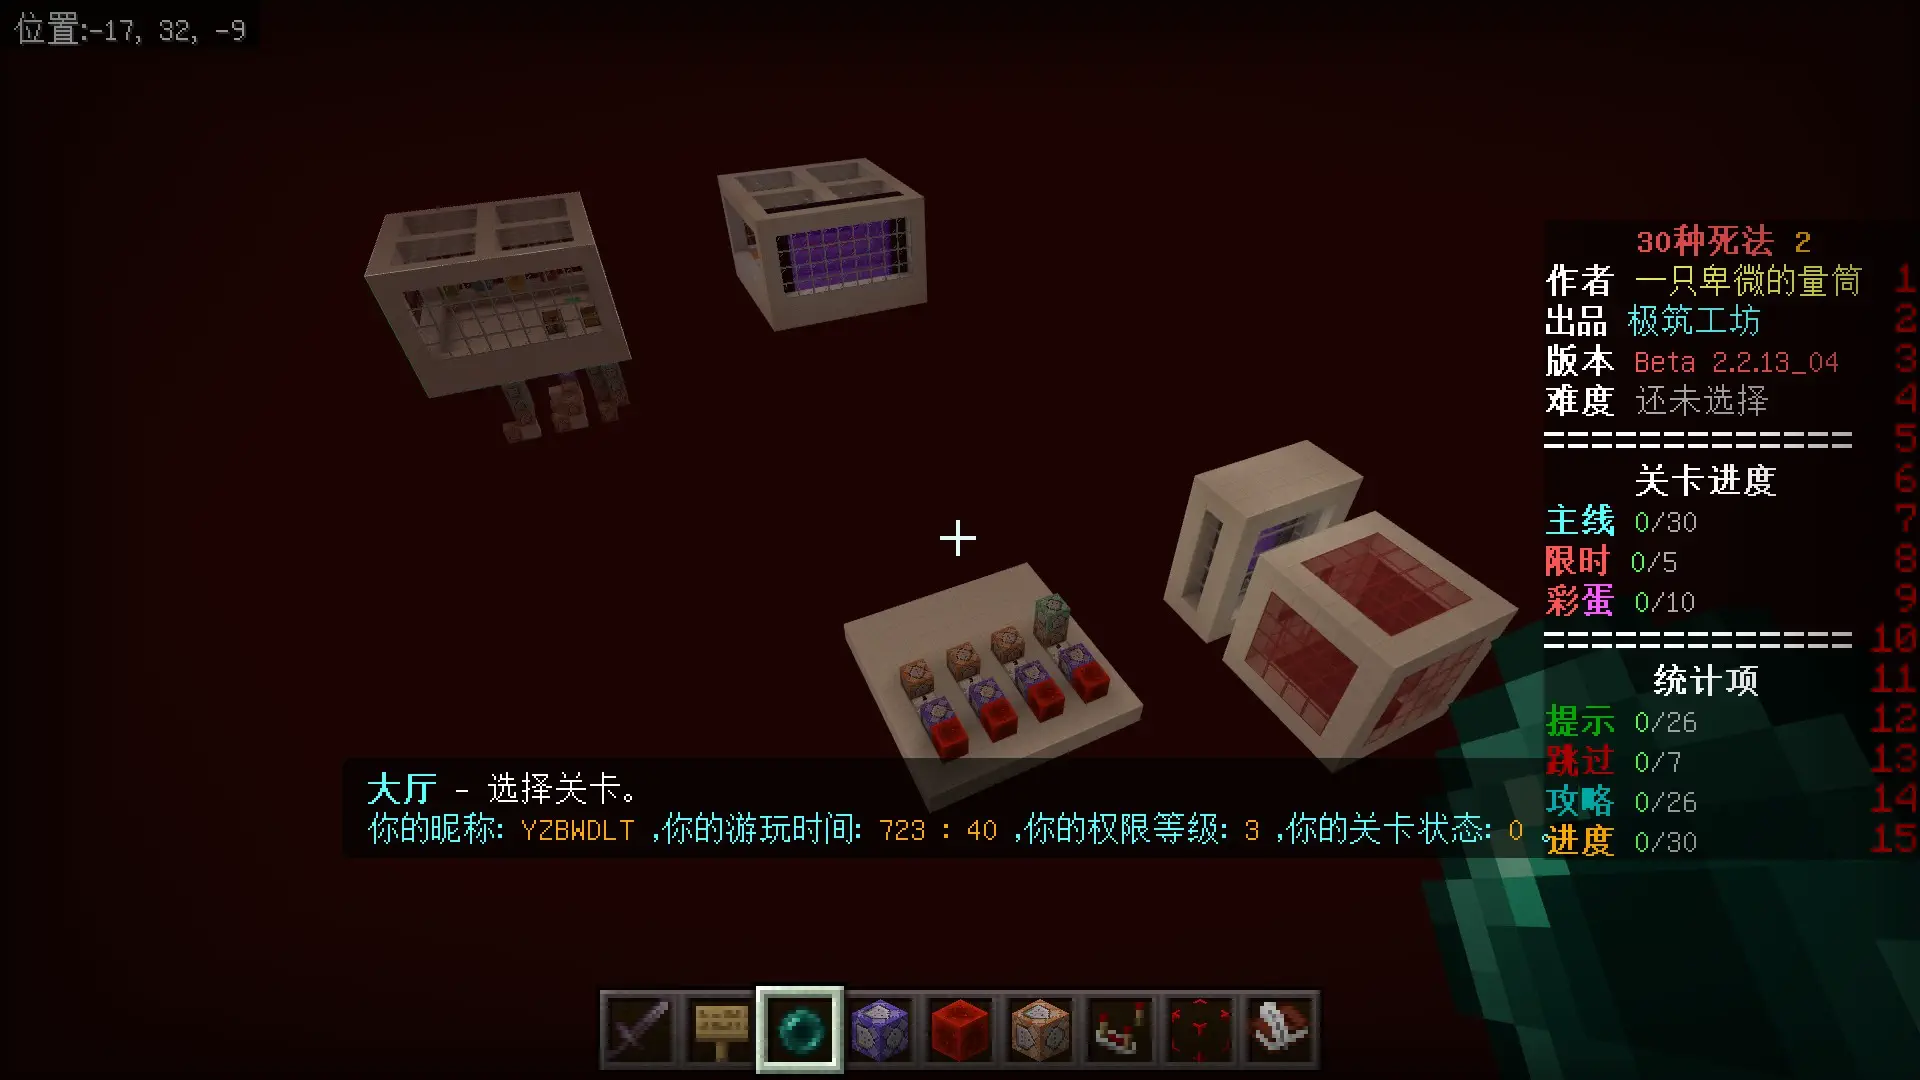 位置:-17, 32, -9
30种死法 2
作者 一只卑微的量筒 1
出品 极筑工坊 2
版本 Beta 2.2.13_04 3
难度 还未选择 4
============= 5
关卡进度 6
主线 0/30 7
限时 0/5 8
彩蛋 0/10 9
============= 10
统计项 11
提示 0/26 12
跳过 0/7 13
攻略 0/26 14
进度 0/30 15
大厅 - 选择关卡。
你的昵称: YZBWDLT ,你的游玩时间: 723 : 40 ,你的权限等级: 3 ,你的关卡状态: 0 。